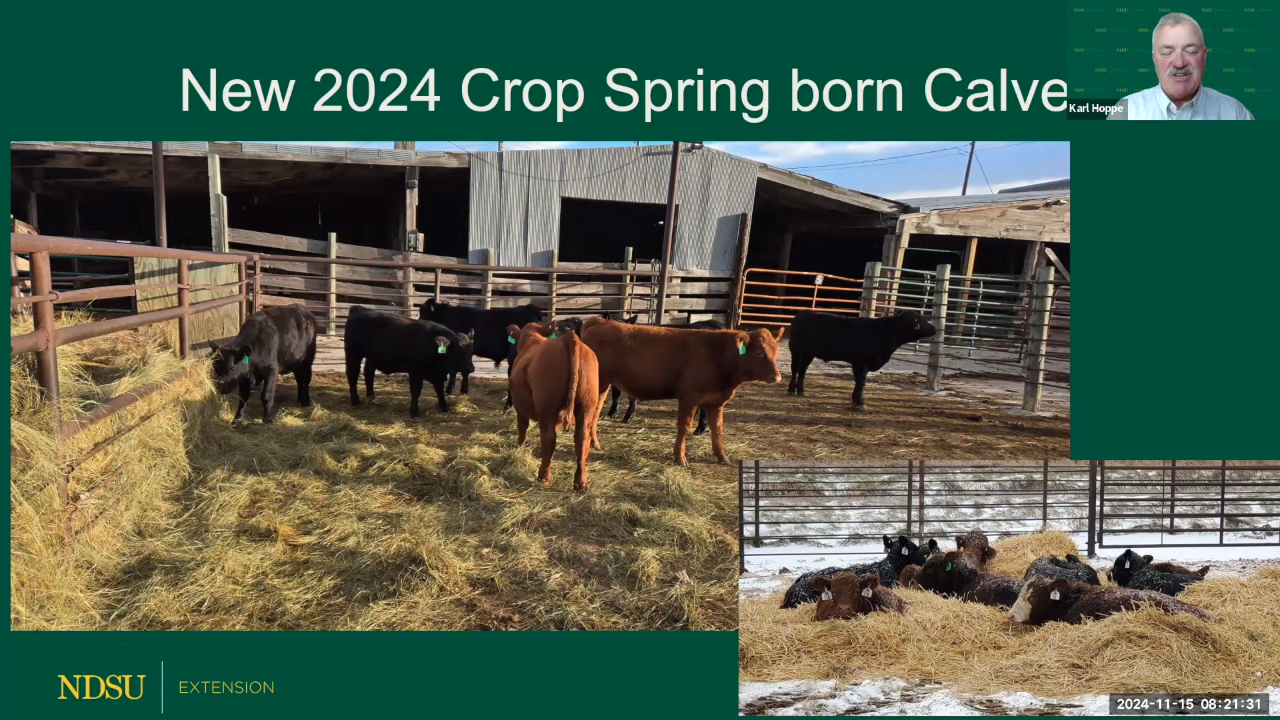 New 2024 Crop Spring born Calve
Karl Hoppe
NDSU
EXTENSION
2024-11-15 08:21:31